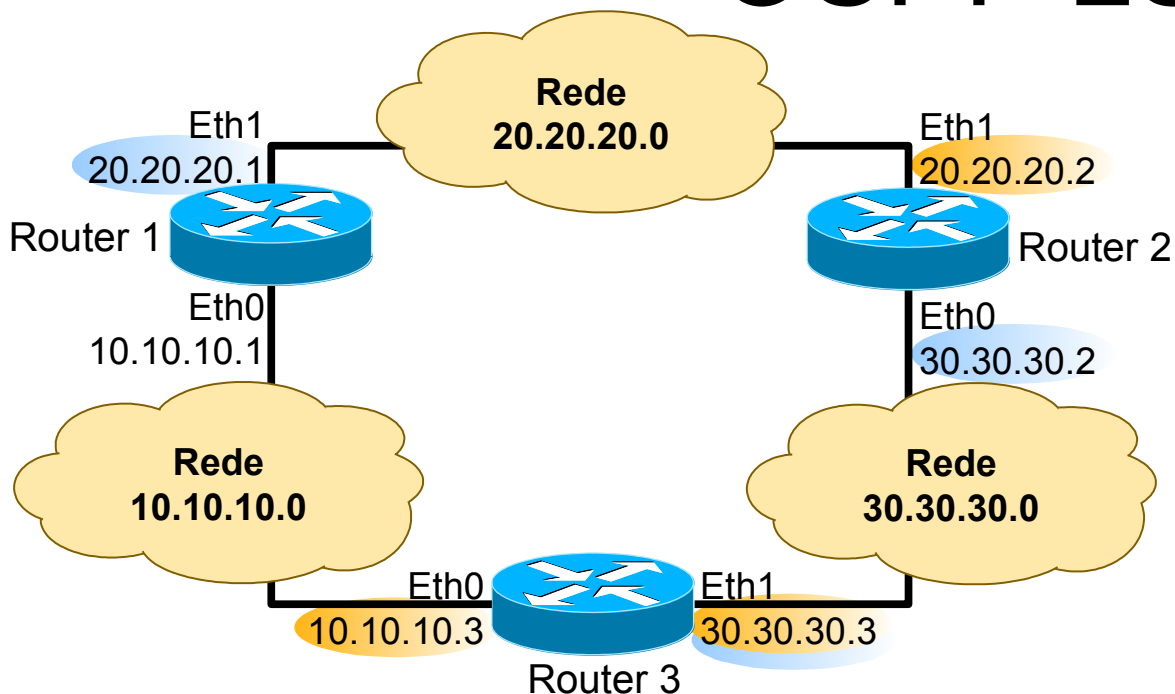 Rede
20.20.20.0
Eth1
20.20.20.1
Router 1
Eth0
10.10.10.1
Eth1
20.20.20.2
Router 2
Eth0
30.30.30.2
Rede
10.10.10.0
Rede
30.30.30.0
Eth0
10.10.10.3
Eth1
30.30.30.3
Router 3